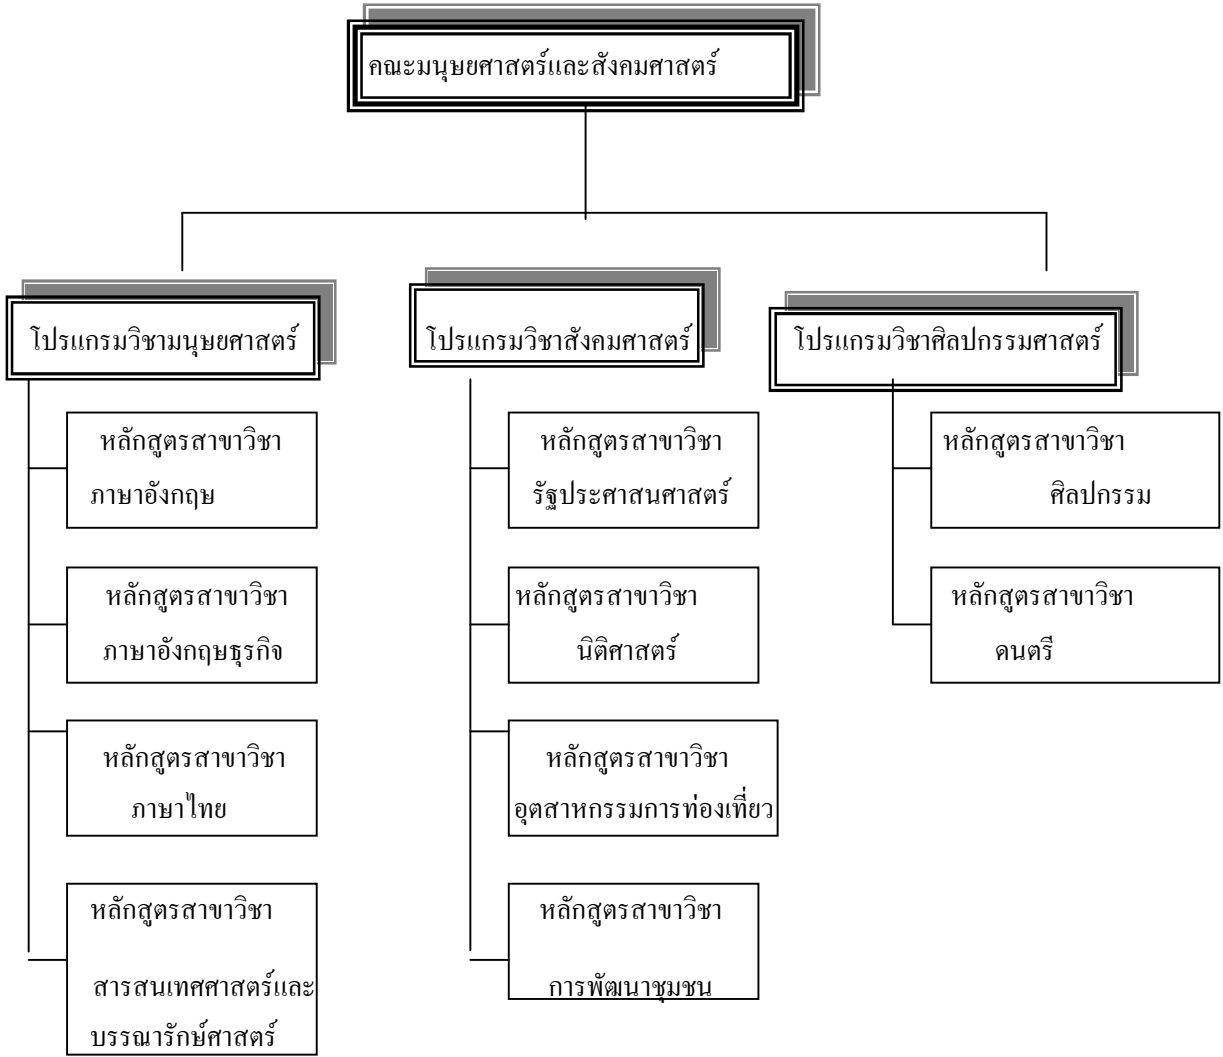 คณะมนุษยศาสตร์และสังคมศาสตร์
โปรแกรมวิชามนุษยศาสตร์
โปรแกรมวิชาสังคมศาสตร์
โปรแกรมวิชาศิลปกรรมศาสตร์
หลักสูตรสาขาวิชา
ภาษาอังกฤษ
หลักสูตรสาขาวิชา
ภาษาอังกฤษธุรกิจ
หลักสูตรสาขาวิชา
ภาษาไทย
หลักสูตรสาขาวิชา
สารสนเทศศาสตร์และ
บรรณารักษ์ศาสตร์
หลักสูตรสาขาวิชา
รัฐประศาสนศาสตร์
หลักสูตรสาขาวิชา
นิติศาสตร์
หลักสูตรสาขาวิชา
อุตสาหกรรมการท่องเที่ยว
หลักสูตรสาขาวิชา
การพัฒนาชุมชน
หลักสูตรสาขาวิชา
ศิลปกรรม
หลักสูตรสาขาวิชา
ดนตรี